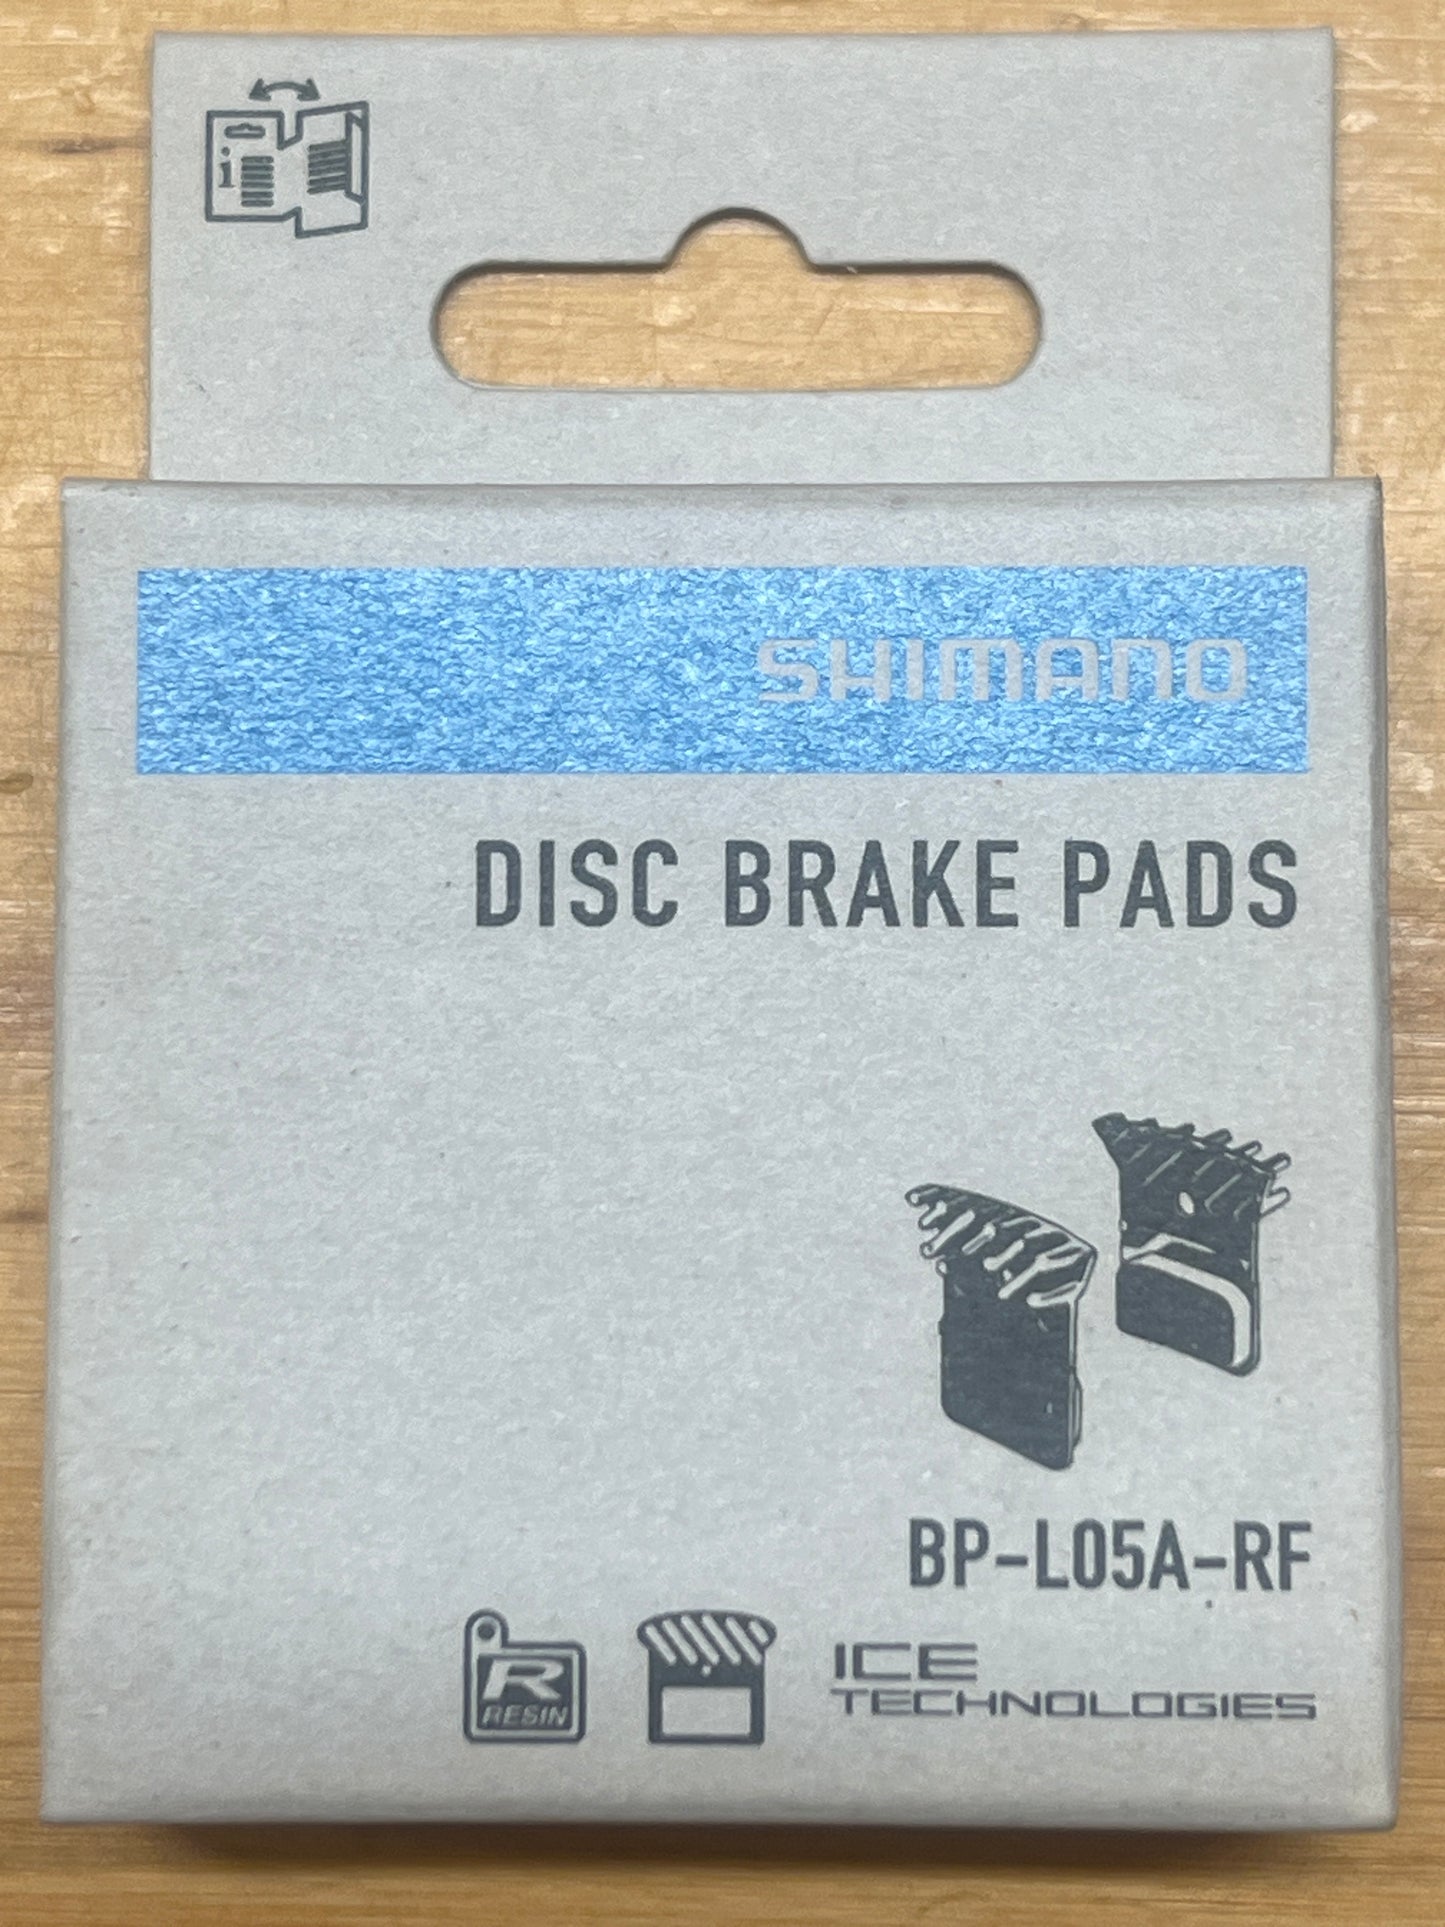 i
SHIMANO
DISC BRAKE PADS
BP-L05A-RF
R
RESIN
ICE
TECHNOLOGIES